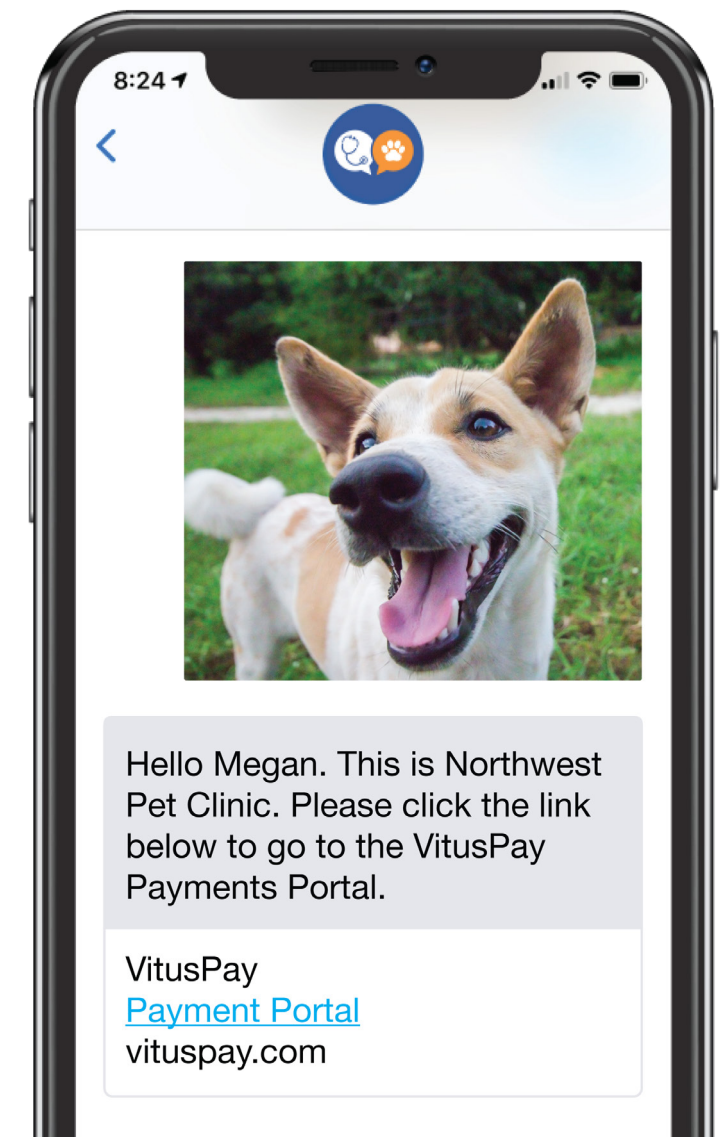 8:24
Hello Megan. This is Northwest
Pet Clinic. Please click the link
below to go to the VitusPay
Payments Portal.
VitusPay
Payment Portal
vituspay.com